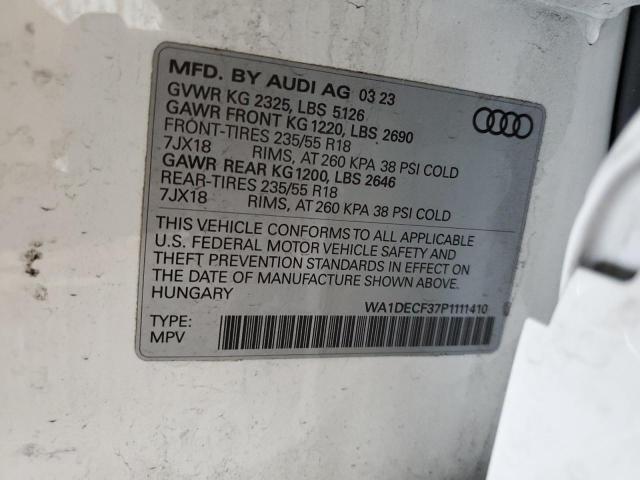 MFD. BY AUDI AG 03 23
GVWR KG 2325, LBS 5126
GAWR FRONT KG 1220, LBS 2690
FRONT-TIRES 235/55 R18
7JX18 RIMS, AT 260 KPA 38 PSI COLD
GAWR REAR KG1200, LBS 2646
REAR-TIRES 235/55 R18
7JX18 RIMS, AT 260 KPA 38 PSI COLD
THIS VEHICLE CONFORMS TO ALL APPLICABLE
U.S. FEDERAL MOTOR VEHICLE SAFETY AND
THEFT PREVENTION STANDARDS IN EFFECT ON
THE DATE OF MANUFACTURE SHOWN ABOVE.
HUNGARY
WA1DECF37P1111410
TYPE:
MPV